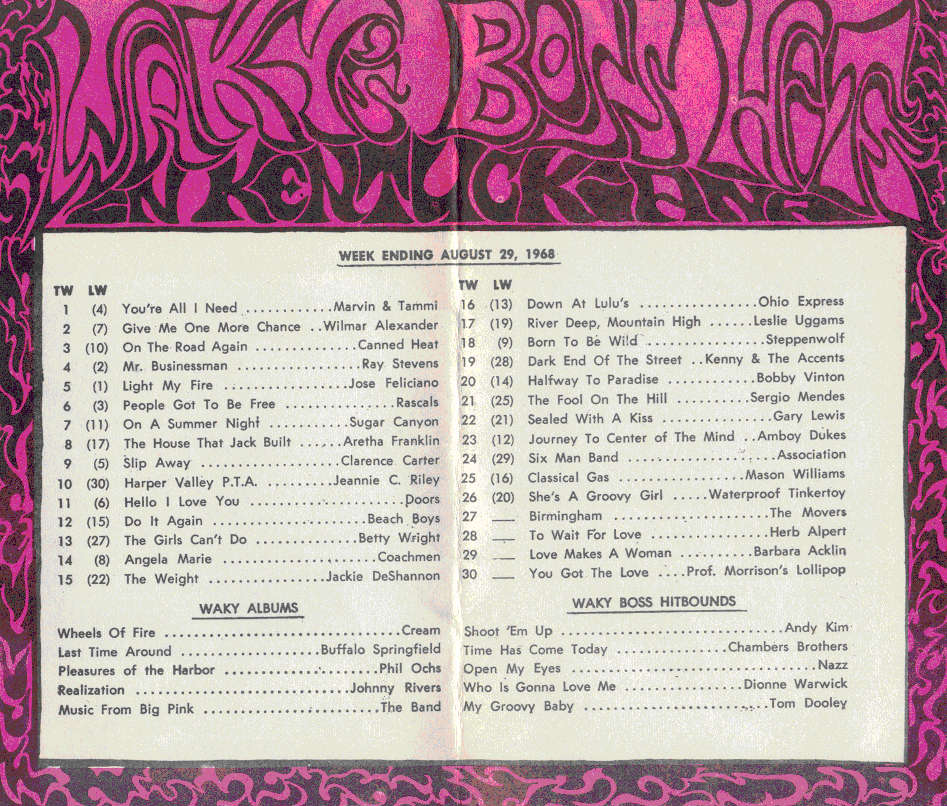 WAKY BOSS HITS
IN KENTUCKIANA
WEEK ENDING AUGUST 29, 1968
TW LW
1 (4) You're All I Need ............Marvin & Tammi
2 (7) Give Me One More Chance ..Wilmar Alexander
3 (10) On The Road Again ..............Canned Heat
4 (2) Mr. Businessman .................Ray Stevens
5 (1) Light My Fire ..................Jose Feliciano
6 (3) People Got To Be Free ...............Rascals
7 (11) On A Summer Night ...........Sugar Canyon
8 (17) The House That Jack Built ......Aretha Franklin
9 (5) Slip Away ...................Clarence Carter
10 (30) Harper Valley P.T.A. .........Jeannie C. Riley
11 (6) Hello I Love You ......................Doors
12 (15) Do It Again ......................Beach Boys
13 (27) The Girls Can't Do ..............Betty Wright
14 (8) Angela Marie .....................Coachmen
15 (22) The Weight ................Jackie DeShannon
TW LW
16 (13) Down At Lulu's ................Ohio Express
17 (19) River Deep, Mountain High ......Leslie Uggams
18 (9) Born To Be Wild ................Steppenwolf
19 (28) Dark End Of The Street ..Kenny & The Accents
20 (14) Halfway To Paradise ............Bobby Vinton
21 (25) The Fool On The Hill ..........Sergio Mendes
22 (21) Sealed With A Kiss ...............Gary Lewis
23 (12) Journey To Center of The Mind ..Amboy Dukes
24 (29) Six Man Band ....................Association
25 (16) Classical Gas .................Mason Williams
26 (20) She's A Groovy Girl .....Waterproof Tinkertoy
27 __ Birmingham .....................The Movers
28 __ To Wait For Love ................Herb Alpert
29 __ Love Makes A Woman ..........Barbara Acklin
30 __ You Got The Love ....Prof. Morrison's Lollipop
WAKY ALBUMS
Wheels Of Fire ................................Cream
Last Time Around ...................Buffalo Springfield
Pleasures of the Harbor .....................Phil Ochs
Realization .............................Johnny Rivers
Music From Big Pink ........................The Band
WAKY BOSS HITBOUNDS
Shoot 'Em Up ..............................Andy Kim
Time Has Come Today ...............Chambers Brothers
Open My Eyes .................................Nazz
Who Is Gonna Love Me ................Dionne Warwick
My Groovy Baby .........................Tom Dooley